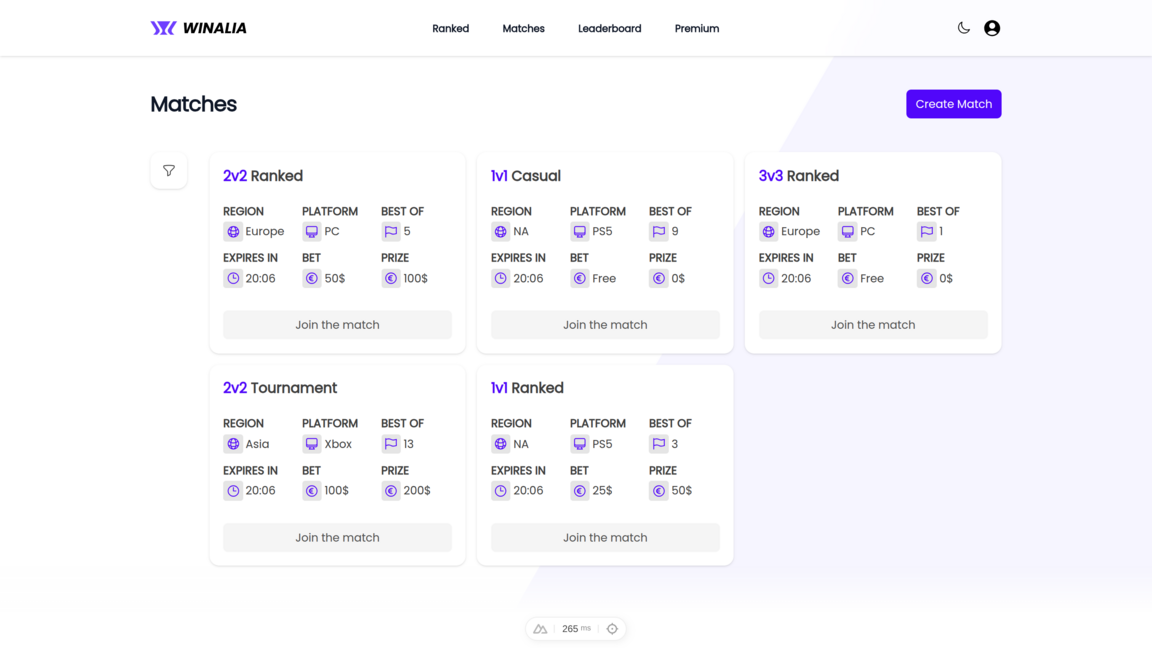 WINALIA
Ranked Matches Leaderboard Premium
Matches
Create Match
2v2 Ranked
REGION PLATFORM BEST OF
Europe PC 5
EXPIRES IN BET PRIZE
20:06 50$ 100$
Join the match
1v1 Casual
REGION PLATFORM BEST OF
NA PS5 9
EXPIRES IN BET PRIZE
20:06 Free 0$
Join the match
3v3 Ranked
REGION PLATFORM BEST OF
Europe PC 1
EXPIRES IN BET PRIZE
20:06 Free 0$
Join the match
2v2 Tournament
REGION PLATFORM BEST OF
Asia Xbox 13
EXPIRES IN BET PRIZE
20:06 100$ 200$
Join the match
1v1 Ranked
REGION PLATFORM BEST OF
NA PS5 3
EXPIRES IN BET PRIZE
20:06 25$ 50$
Join the match
265 ms